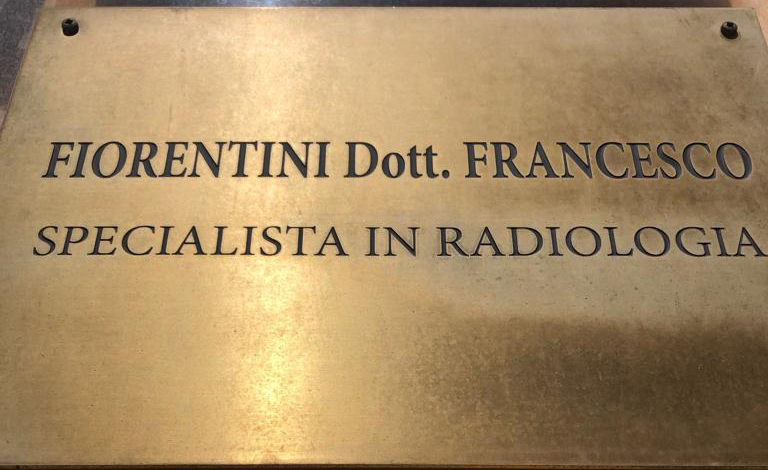 FIORENTINI Dott. FRANCESCO
SPECIALISTA IN RADIOLOGIA